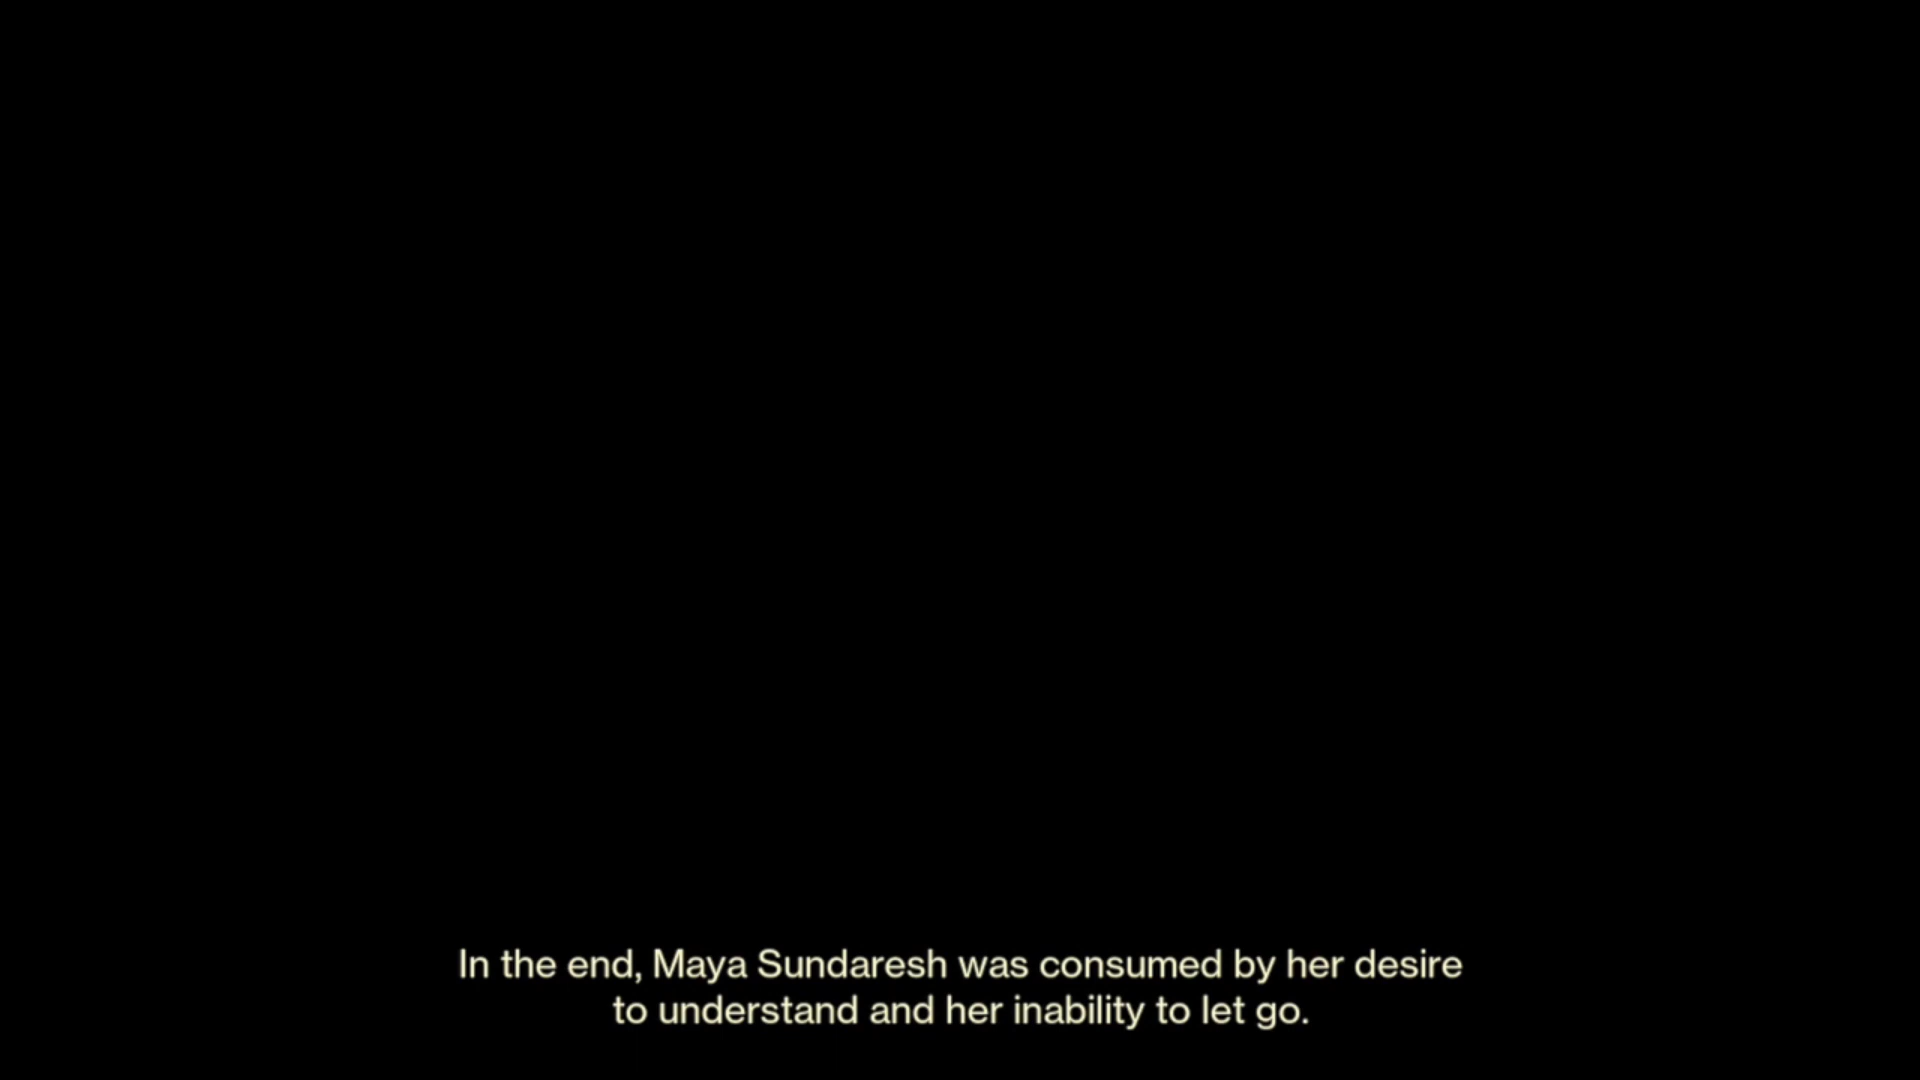 In the end, Maya Sundaresh was consumed by her desire
to understand and her inability to let go.